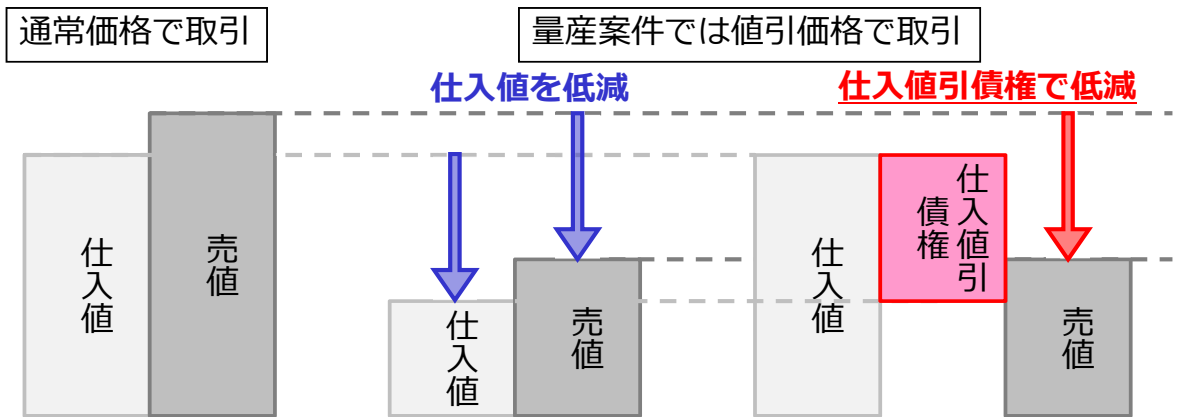 通常価格で取引
量産案件では値引価格で取引
仕入値を低減
仕入値引債権で低減
仕入値
売値
仕入値
売値
仕入値
仕入値引
債権
売値